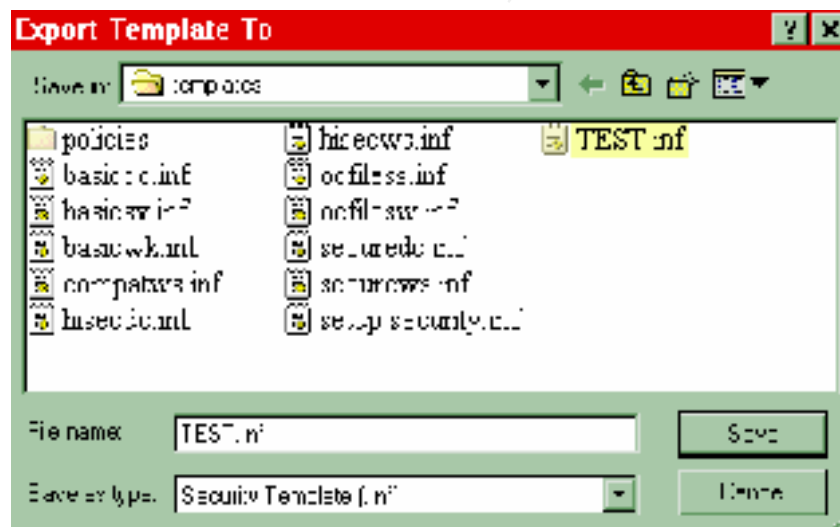 Export Template To
Save in: templates
policies
basicdc.inf
basicsv.inf
basicwk.inf
compatws.inf
hisecdc.inf
hisecws.inf
ocfiless.inf
ocfilesw.inf
securedc.inf
securews.inf
setup security.inf
TEST.inf
File name: TEST.inf
Save
Save as type: Security Template (.inf)
Cancel